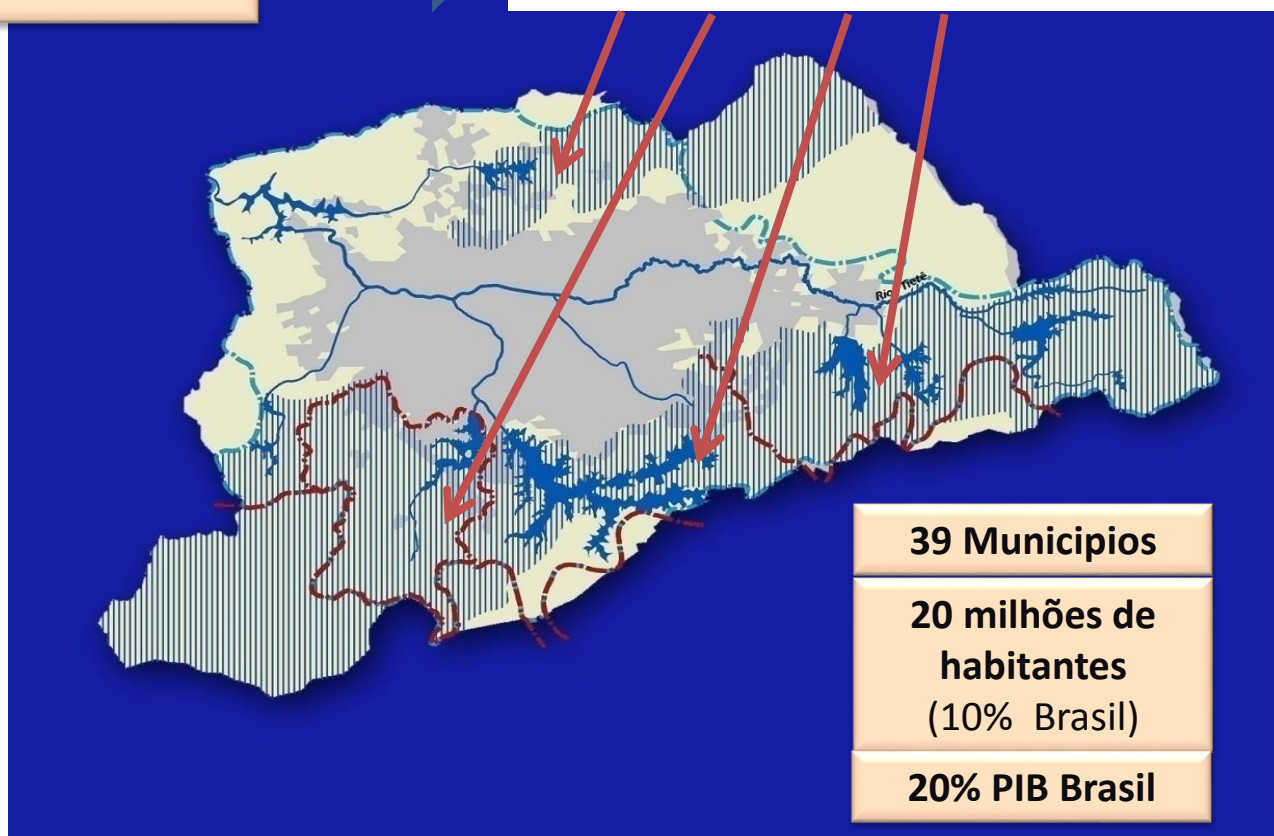 Rio Tietê
39 Municipios
20 milhões de
habitantes
(10% Brasil)
20% PIB Brasil